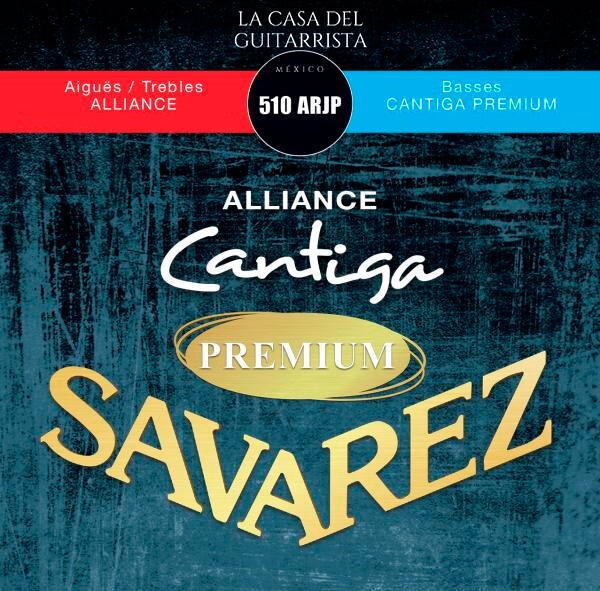 LA CASA DEL
GUITARRISTA
MÉXICO
Aiguës / Trebles
ALLIANCE
510 ARJP
Basses
CANTIGA PREMIUM
ALLIANCE
Cantiga
PREMIUM
SAVAREZ